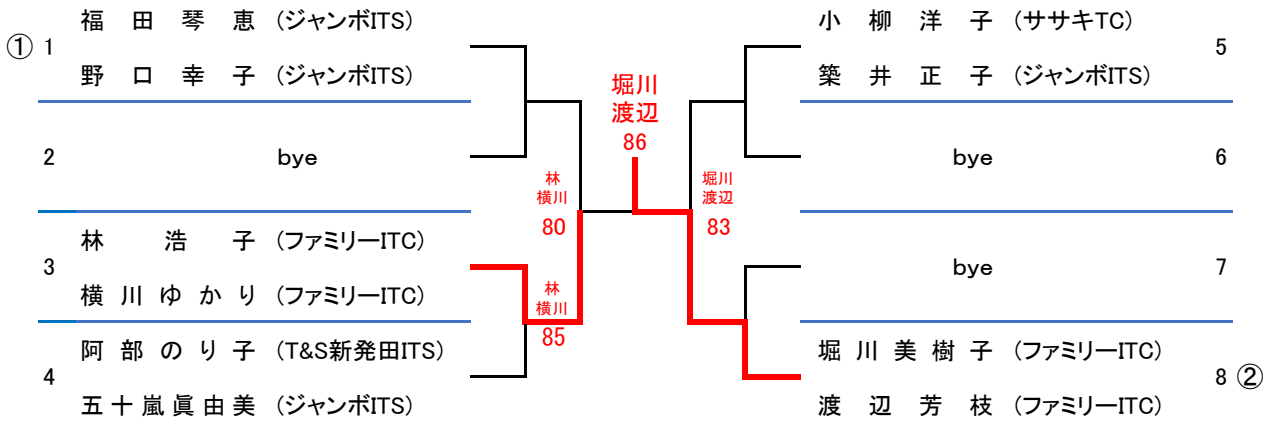 ① 1 福田琴恵 (ジャンボITS)
野口幸子 (ジャンボITS)
2 bye
3 林浩子 (ファミリーITC)
横川ゆかり (ファミリーITC)
4 阿部のり子 (T&S新発田ITS)
五十嵐眞由美 (ジャンボITS)
林
横川
80
林
横川
85
堀川
渡辺
86
堀川
渡辺
83
小柳洋子 (ササキTC) 5
築井正子 (ジャンボITS)
bye 6
bye 7
堀川美樹子 (ファミリーITC) 8 ②
渡辺芳枝 (ファミリーITC)